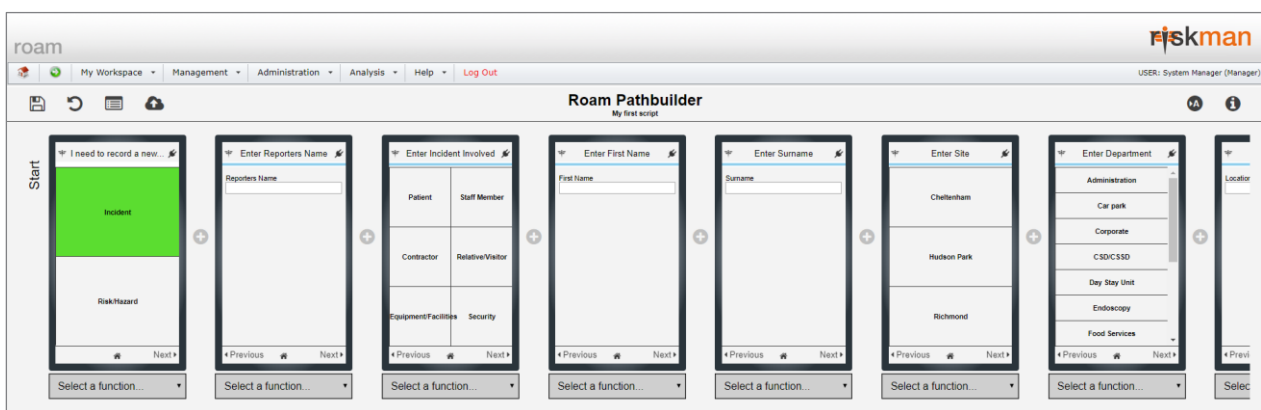 roam
riskman
My Workspace Management Administration Analysis Help Log Out
USER: System Manager (Manager)
Roam Pathbuilder
My first script
Start
I need to record a new...
Incident
Risk/Hazard
Next
Select a function...
Enter Reporters Name
Reporters Name
Previous Next
Select a function...
Enter Incident Involved
Patient Staff Member
Contractor Relative/Visitor
Equipment/Facilities Security
Previous Next
Select a function...
Enter First Name
First Name
Previous Next
Select a function...
Enter Surname
Surname
Previous Next
Select a function...
Enter Site
Cheltenham
Hudson Park
Richmond
Previous Next
Select a function...
Enter Department
Administration
Car park
Corporate
CSD/CSSD
Day Stay Unit
Endoscopy
Food Services
Previous Next
Select a function...
Location
Previ
Selec